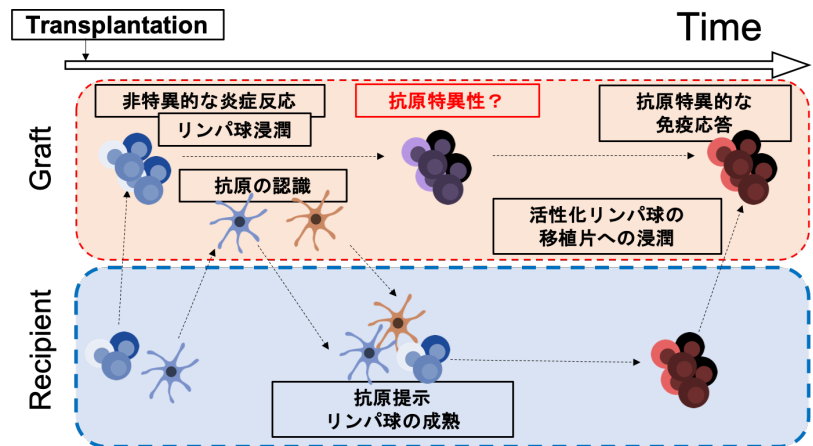 Transplantation
Time
Graft
非特異的な炎症反応
リンパ球浸潤
抗原の認識
抗原特異性？
抗原特異的な
免疫応答
活性化リンパ球の
移植片への浸潤
Recipient
抗原提示
リンパ球の成熟